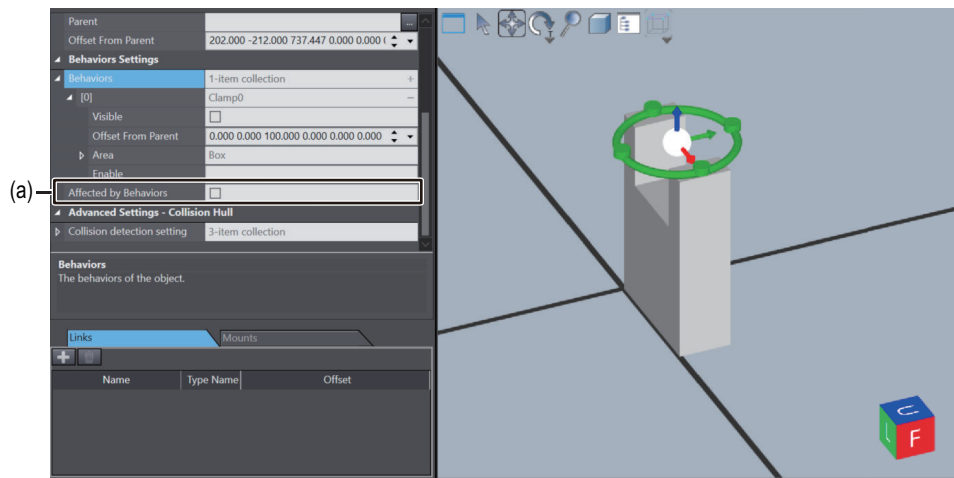 Parent ...
Offset From Parent 202.000 -212.000 737.447 0.000 0.000 (
Behaviors Settings
Behaviors 1-item collection +
[0] Clamp0 −
Visible
Offset From Parent 0.000 0.000 100.000 0.000 0.000 0.000
Area Box
Enable
(a) Affected by Behaviors
Advanced Settings - Collision Hull
Collision detection setting 3-item collection
Behaviors
The behaviors of the object.
Links Mounts
Name Type Name Offset
U
L F